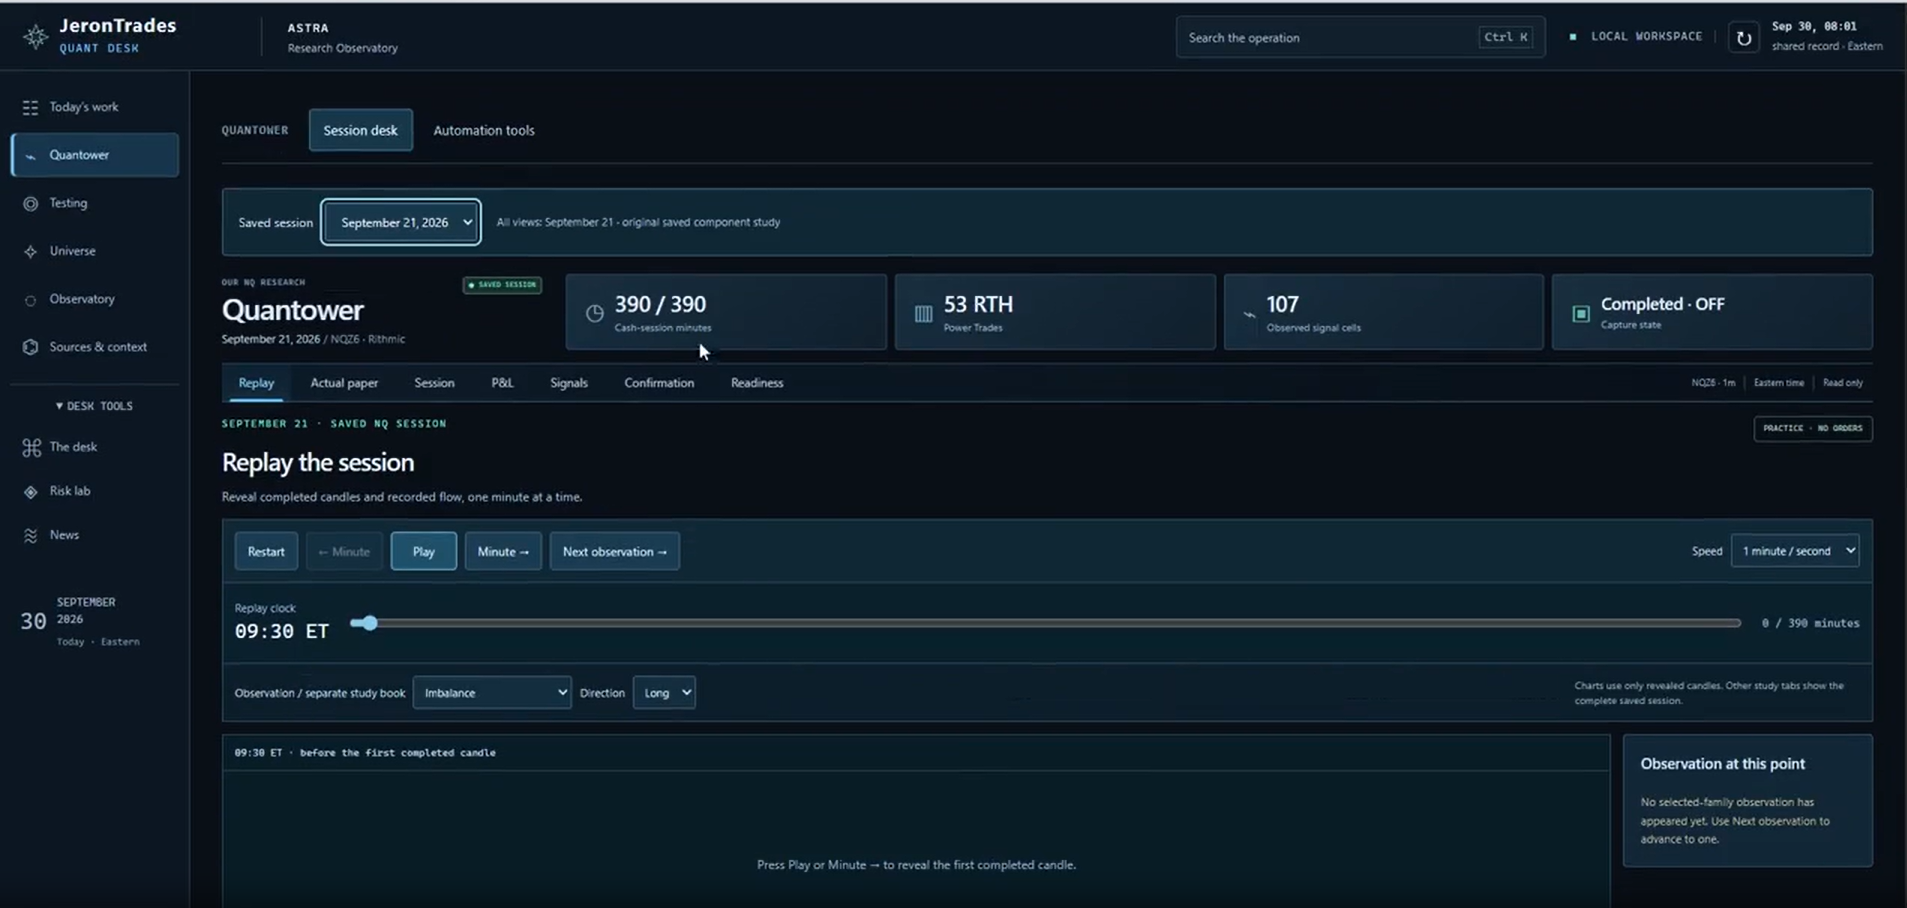 JeronTrades
QUANT DESK
ASTRA
Research Observatory
Search the operation
Ctrl K
LOCAL WORKSPACE
Sep 30, 08:01
shared record · Eastern
Today's work
Quantower
Testing
Universe
Observatory
Sources & context
▼ DESK TOOLS
The desk
Risk lab
News
30
SEPTEMBER
2026
Today · Eastern
QUANTOWER
Session desk
Automation tools
Saved session
September 21, 2026
All views: September 21 · original saved component study
OUR NQ RESEARCH
SAVED SESSION
Quantower
September 21, 2026 / NQZ6 · Rithmic
390 / 390
Cash-session minutes
53 RTH
Power Trades
107
Observed signal cells
Completed · OFF
Capture state
Replay
Actual paper
Session
P&L
Signals
Confirmation
Readiness
NQZ6 · 1m
Eastern time
Read only
SEPTEMBER 21 · SAVED NQ SESSION
PRACTICE · NO ORDERS
Replay the session
Reveal completed candles and recorded flow, one minute at a time.
Restart
← Minute
Play
Minute →
Next observation →
Speed
1 minute / second
Replay clock
09:30 ET
0 / 390 minutes
Observation / separate study book
Imbalance
Direction
Long
Charts use only revealed candles. Other study tabs show the
complete saved session.
09:30 ET · before the first completed candle
Press Play or Minute → to reveal the first completed candle.
Observation at this point
No selected-family observation has
appeared yet. Use Next observation to
advance to one.